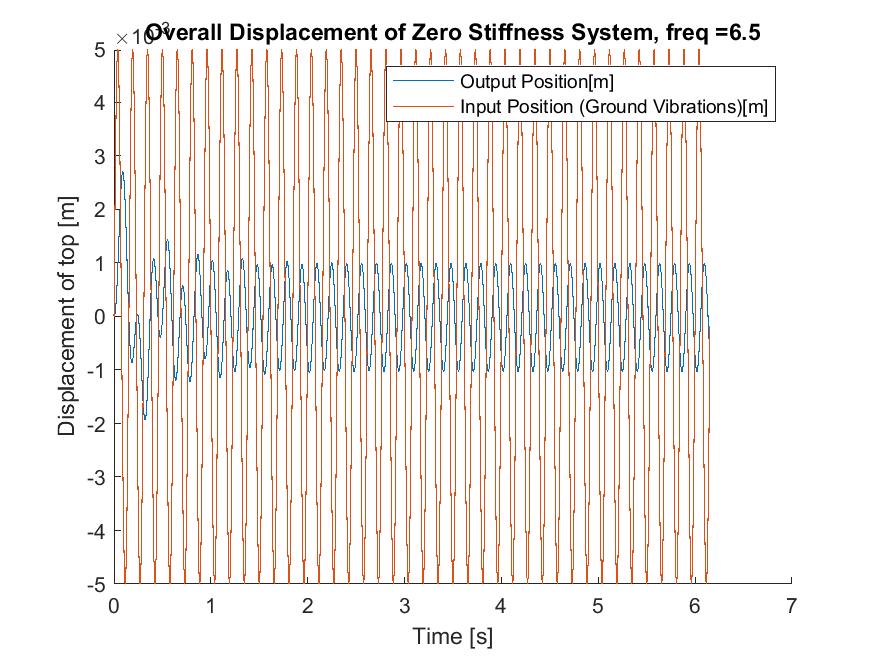 ×10-3
Overall Displacement of Zero Stiffness System, freq =6.5
Output Position[m]
Input Position (Ground Vibrations)[m]
Displacement of top [m]
5
4
3
2
1
0
-1
-2
-3
-4
-5
0 1 2 3 4 5 6 7
Time [s]